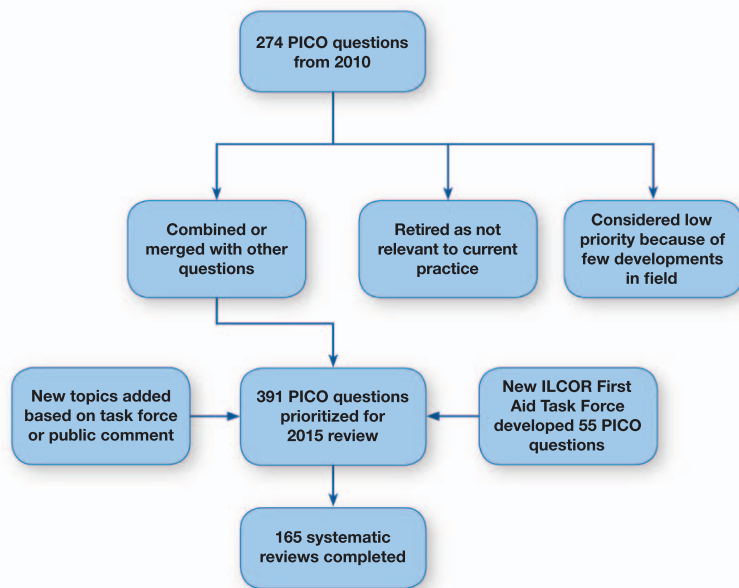 274 PICO questions
from 2010
Combined or
merged with other
questions
Retired as not
relevant to current
practice
Considered low
priority because of
few developments
in field
New topics added
based on task force
or public comment
391 PICO questions
prioritized for
2015 review
New ILCOR First
Aid Task Force
developed 55 PICO
questions
165 systematic
reviews completed